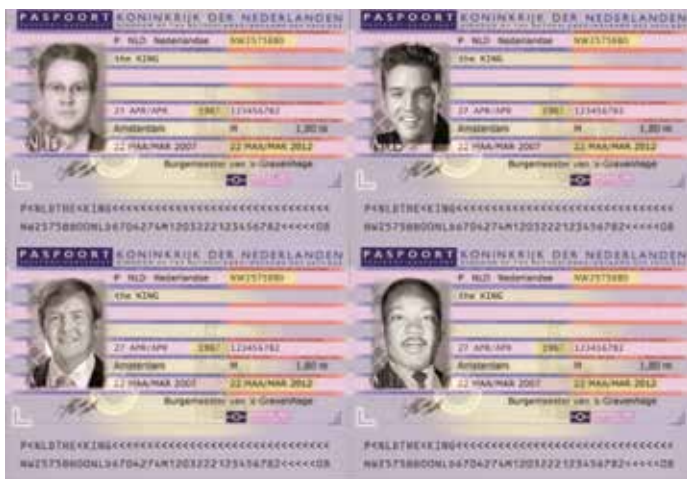 PASPOORT KONINKRIJK DER NEDERLANDEN
P NLD Nederlandse NW2575880
the KING
27 APR/APR 1967 123456782
Amsterdam M 1,80 m
22 MAA/MAR 2007 22 MAA/MAR 2012
Burgemeester van 's-Gravenhage
P<NLDTHE<KING<<<<<<<<<<<<<<<<<<<<<<<<<<<<<<<
NW25758800NLD6704274M1203222123456782<<<<<08
PASPOORT KONINKRIJK DER NEDERLANDEN
P NLD Nederlandse NW2575880
the KING
27 APR/APR 1967 123456782
Amsterdam M 1,80 m
22 MAA/MAR 2007 22 MAA/MAR 2012
Burgemeester van 's-Gravenhage
P<NLDTHE<KING<<<<<<<<<<<<<<<<<<<<<<<<<<<<<<<
NW25758800NLD6704274M1203222123456782<<<<<08
PASPOORT KONINKRIJK DER NEDERLANDEN
P NLD Nederlandse NW2575880
the KING
27 APR/APR 1967 123456782
Amsterdam M 1,80 m
22 MAA/MAR 2007 22 MAA/MAR 2012
Burgemeester van 's-Gravenhage
P<NLDTHE<KING<<<<<<<<<<<<<<<<<<<<<<<<<<<<<<<
NW25758800NLD6704274M1203222123456782<<<<<08
PASPOORT KONINKRIJK DER NEDERLANDEN
P NLD Nederlandse NW2575880
the KING
27 APR/APR 1967 123456782
Amsterdam M 1,80 m
22 MAA/MAR 2007 22 MAA/MAR 2012
Burgemeester van 's-Gravenhage
P<NLDTHE<KING<<<<<<<<<<<<<<<<<<<<<<<<<<<<<<<
NW25758800NLD6704274M1203222123456782<<<<<08